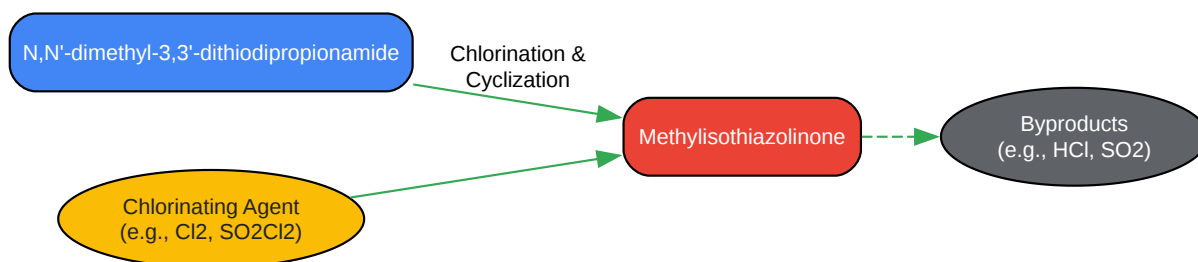 N,N'-dimethyl-3,3'-dithiodipropionamide
Chlorination &
Cyclization
Methylisothiazolinone
Byproducts
(e.g., HCl, SO2)
Chlorinating Agent
(e.g., Cl2, SO2Cl2)